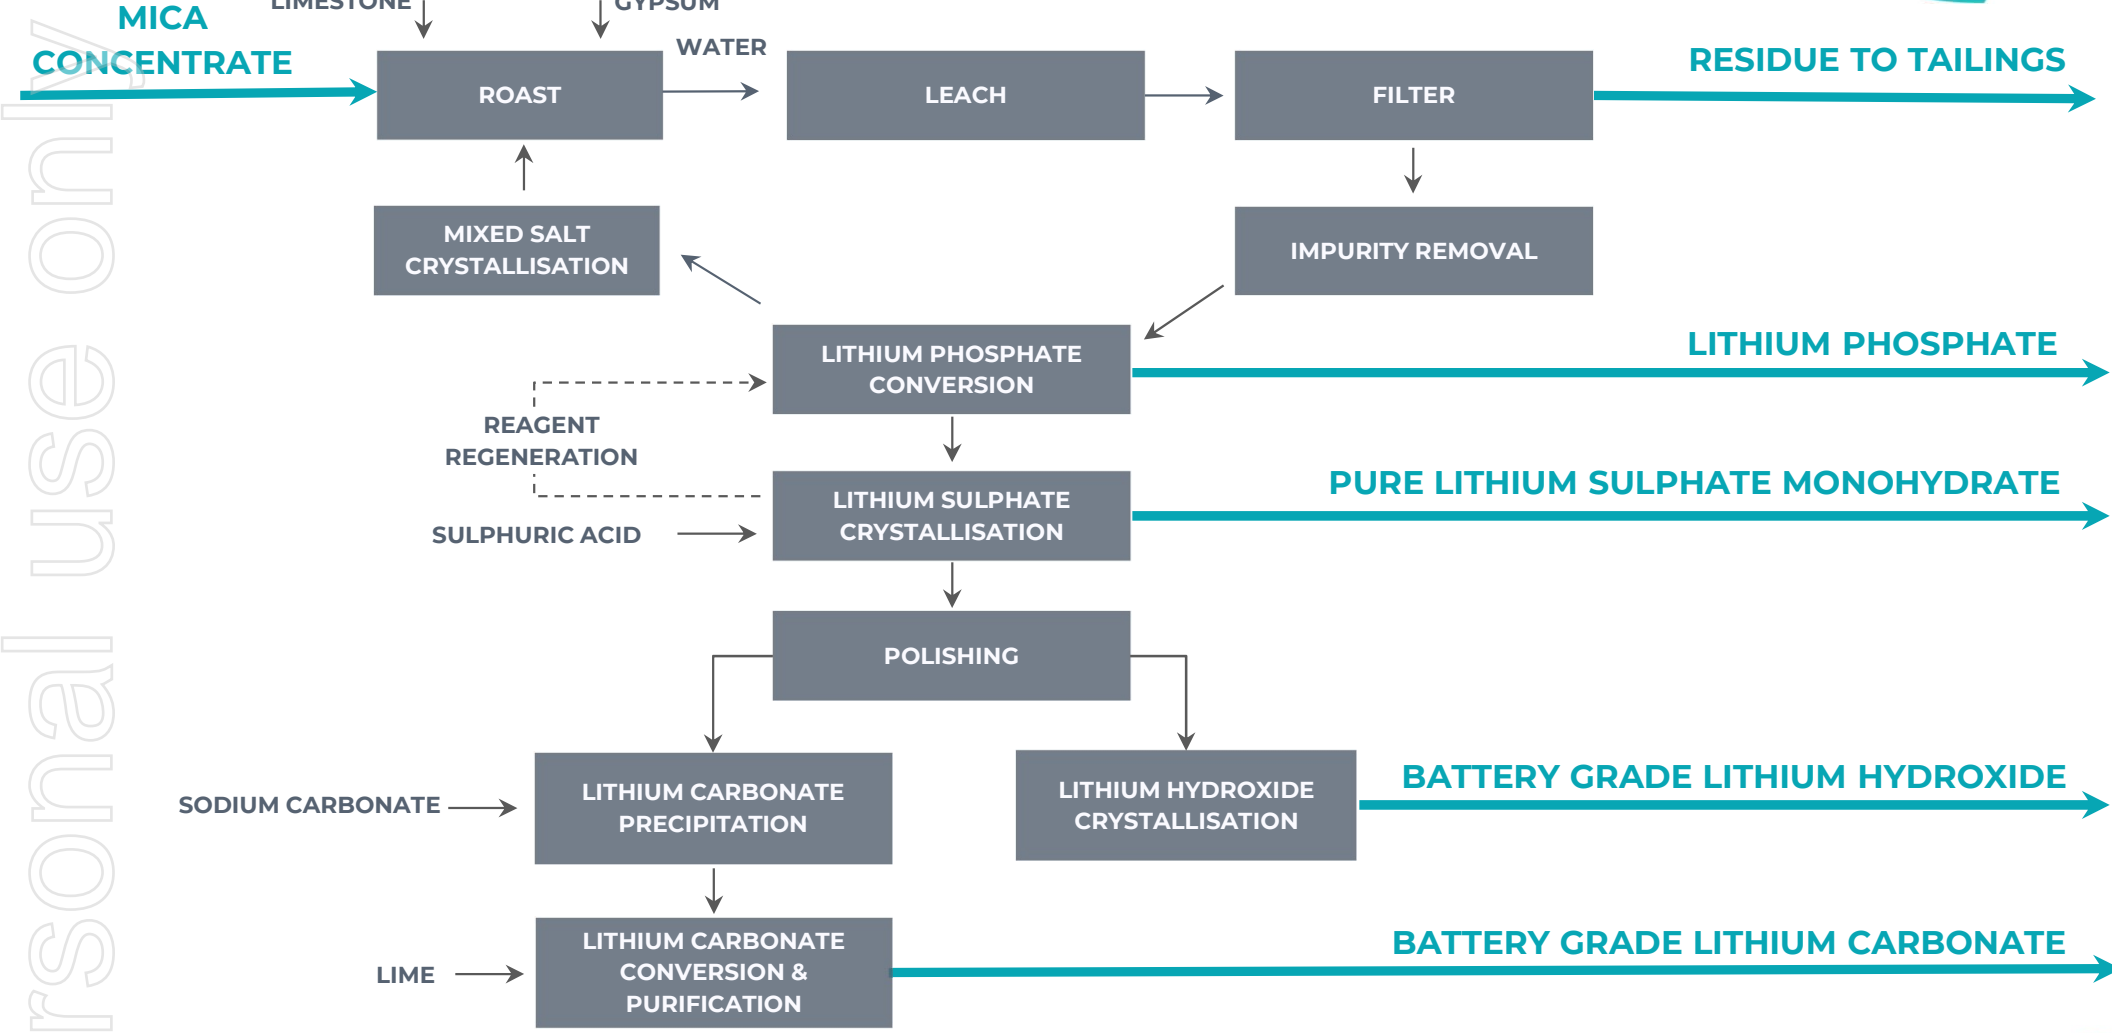 LIMESTONE
GYPSUM
MICA
CONCENTRATE
WATER
ROAST
LEACH
FILTER
RESIDUE TO TAILINGS
MIXED SALT
CRYSTALLISATION
IMPURITY REMOVAL
LITHIUM PHOSPHATE
CONVERSION
LITHIUM PHOSPHATE
REAGENT
REGENERATION
LITHIUM SULPHATE
CRYSTALLISATION
PURE LITHIUM SULPHATE MONOHYDRATE
SULPHURIC ACID
POLISHING
SODIUM CARBONATE
LITHIUM CARBONATE
PRECIPITATION
LITHIUM HYDROXIDE
CRYSTALLISATION
BATTERY GRADE LITHIUM HYDROXIDE
LIME
LITHIUM CARBONATE
CONVERSION &
PURIFICATION
BATTERY GRADE LITHIUM CARBONATE
rsonal use only